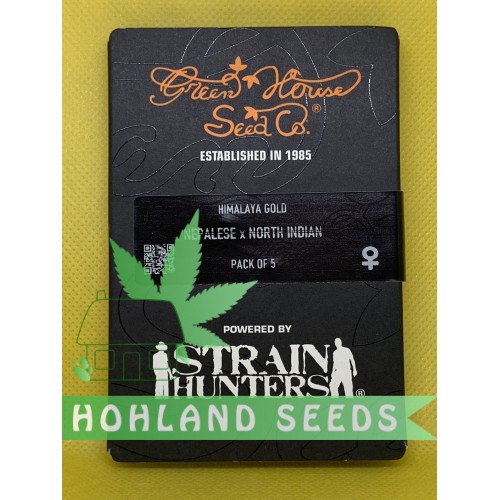 Green House
Seed Co.®
ESTABLISHED IN 1985
HIMALAYA GOLD
NEPALESE x NORTH INDIAN
PACK OF 5
POWERED BY
STRAIN
HUNTERS®
HOHLAND SEEDS